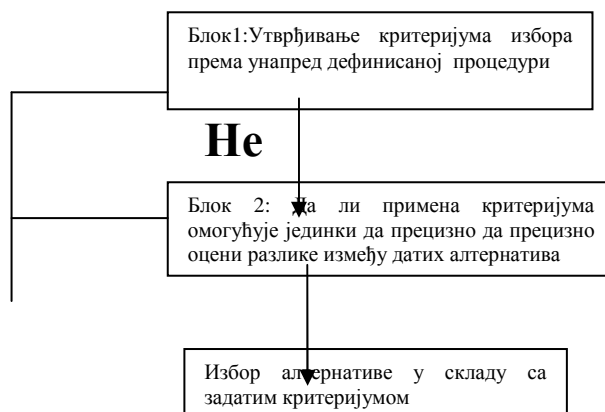 Блок1:Утврђивање критеријума избора
према унапред дефинисаној процедури
Не
Блок 2: Да ли примена критеријума
омогућује јединки да прецизно да прецизно
оцени разлике између датих алтернатива
Избор алтернативе у складу са
задатим критеријумом